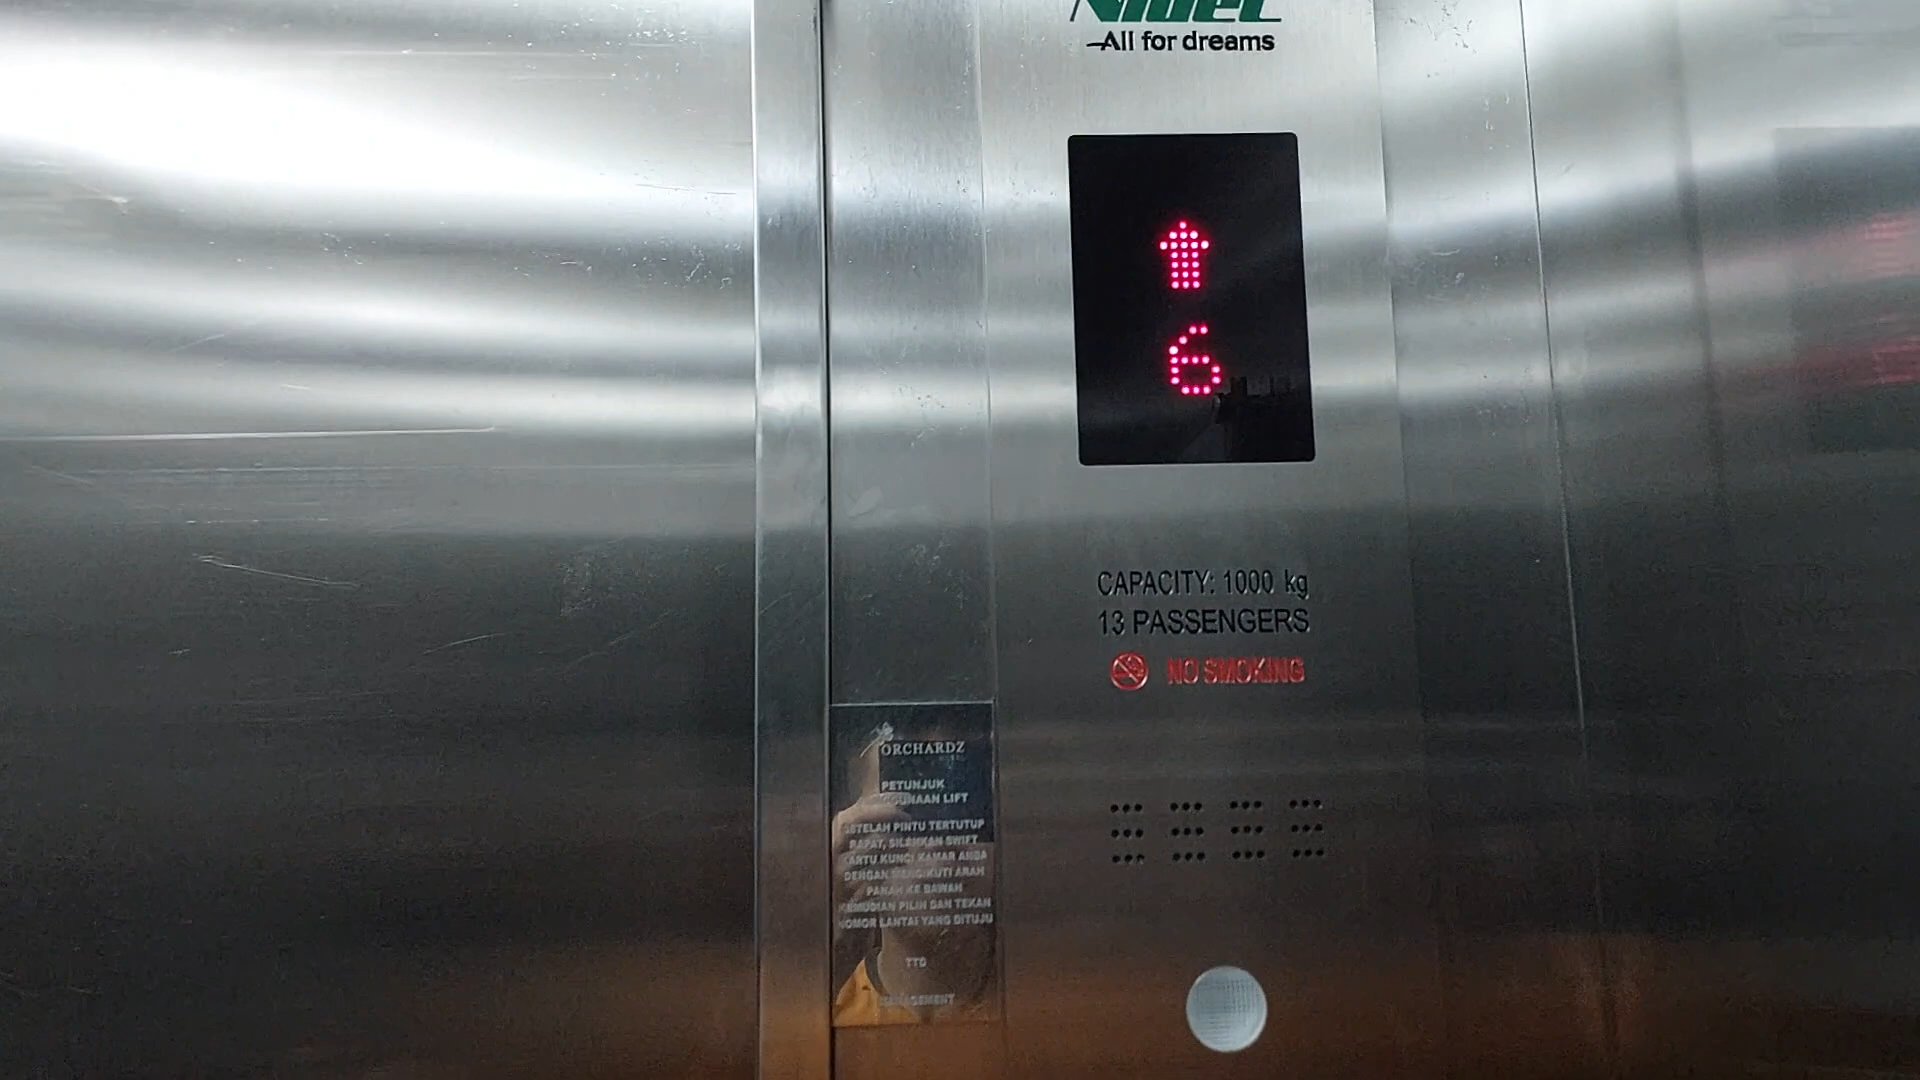 All for dreams
6
CAPACITY: 1000 kg
13 PASSENGERS
NO SMOKING
ORCHARDZ
PETUNJUK
LIFT
SETELAH PINTU TERTUTUP
RAPAT, SILAHKAN SWIFT
KARTU KUNCI KAMAR ANDA
DENGAN MENGIKUTI ARAH
PANAH KE BAWAH
KEMUDIAN PILIH DAN TEKAN
NOMOR LANTAI YANG DITUJU
TTD
MANAGEMENT